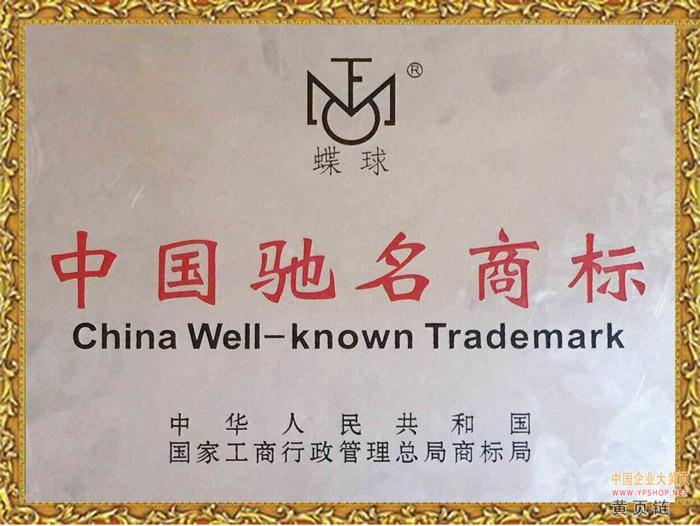 ®
蝶球
中国驰名商标
China Well-known Trademark
中华人民共和国
国家工商行政管理总局商标局
中国企业大黄页
WWW.YPSHOP.NET
黄页链